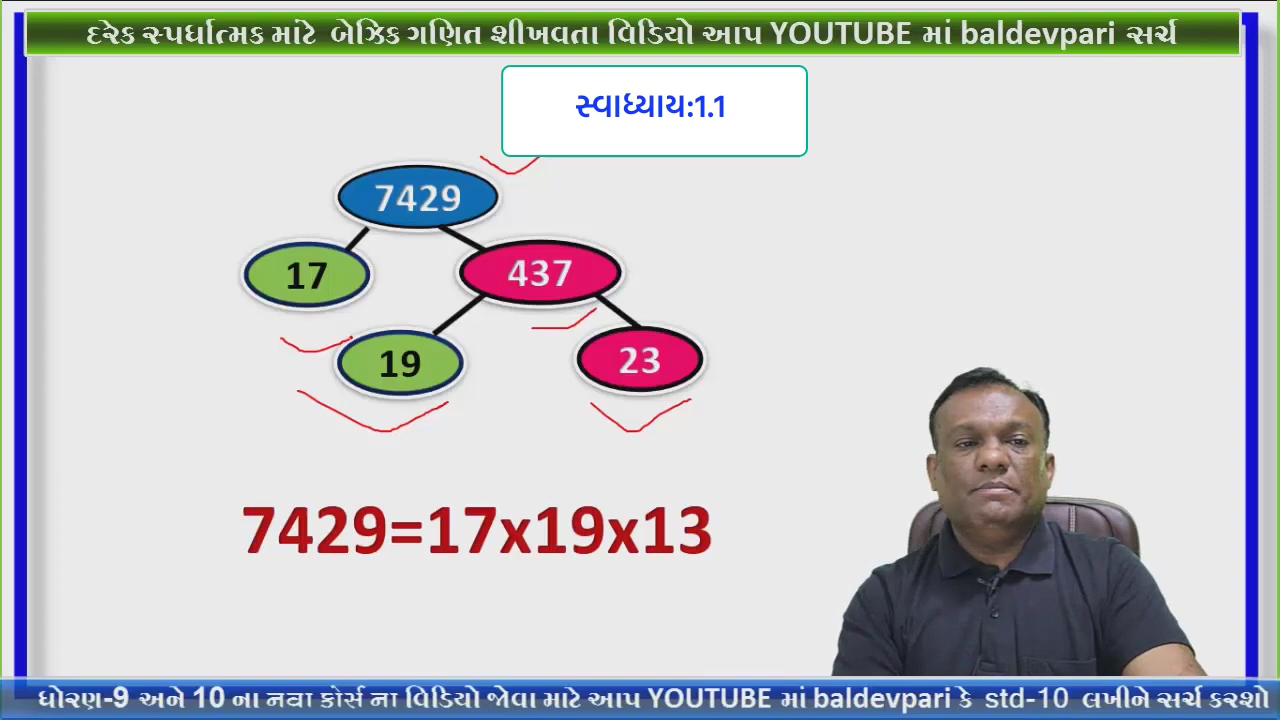 દરેક સ્પર્ધાત્મક માટે બેઝિક ગણિત શીખવતા વિડિયો આપ YOUTUBE માં baldevpari સર્ચ
સ્વાધ્યાય:1.1
7429
17
437
19
23
7429=17x19x13
ધોરણ-9 અને 10 ના નવા કોર્સ ના વિડિયો જોવા માટે આપ YOUTUBE માં baldevpari કે std-10 લખીને સર્ચ કરશો